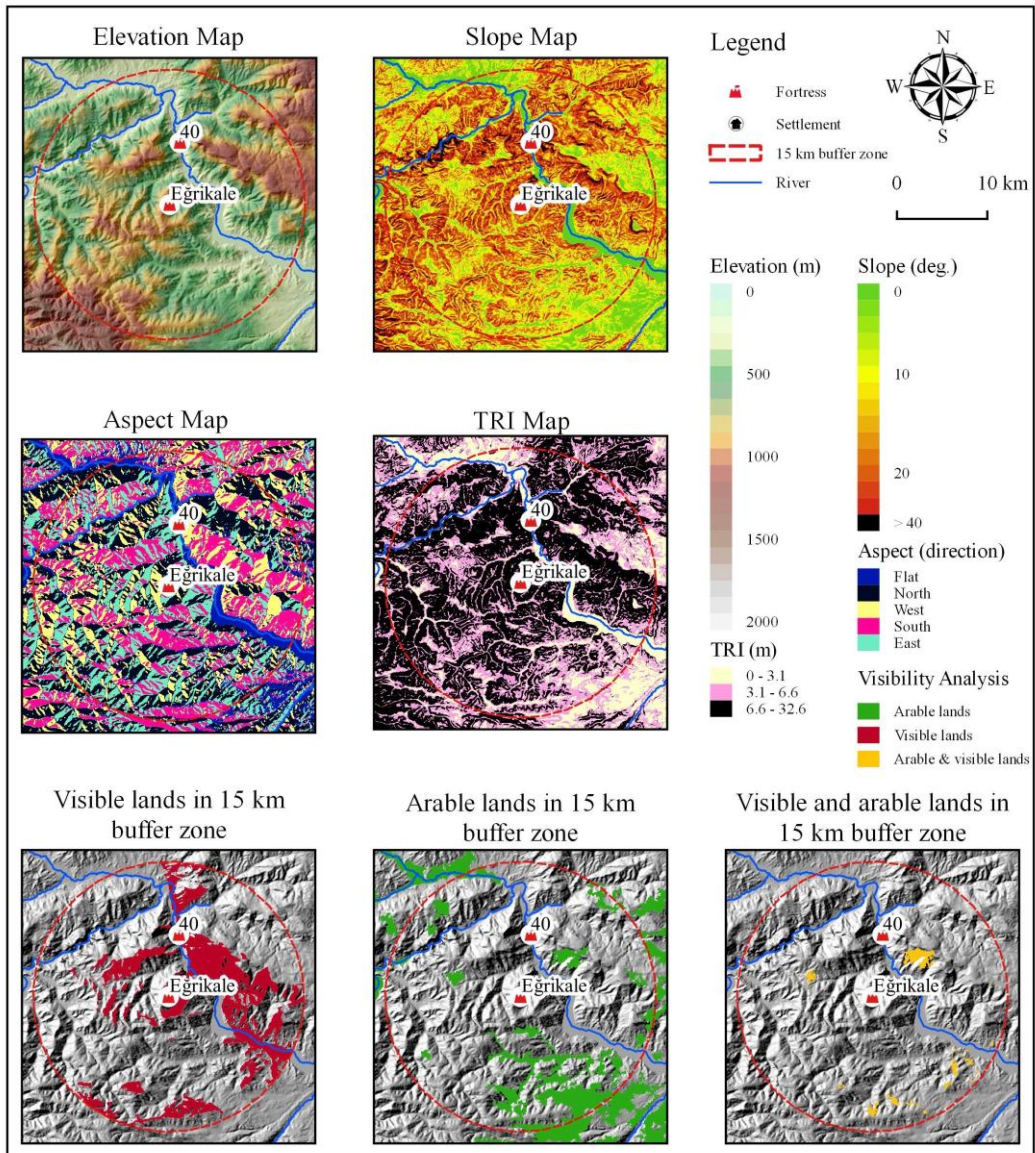 Elevation Map
Slope Map
Legend
Fortress
Settlement
15 km buffer zone
River
N
W
E
S
0
10 km
40
Eğrikale
40
Eğrikale
Elevation (m)
0
500
1000
1500
2000
Slope (deg.)
0
10
20
> 40
Aspect Map
TRI Map
40
Eğrikale
40
Eğrikale
Aspect (direction)
Flat
North
West
South
East
TRI (m)
0 - 3.1
3.1 - 6.6
6.6 - 32.6
Visibility Analysis
Arable lands
Visible lands
Arable & visible lands
Visible lands in 15 km
buffer zone
Arable lands in 15 km
buffer zone
Visible and arable lands in
15 km buffer zone
40
Eğrikale
40
Eğrikale
40
Eğrikale